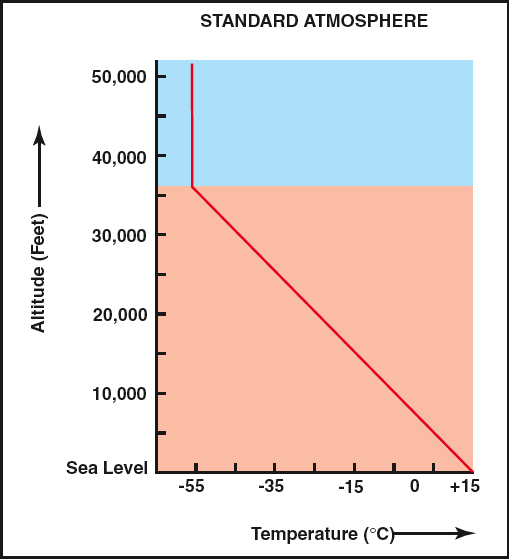 STANDARD ATMOSPHERE
50,000
40,000
30,000
20,000
10,000
Sea Level
Altitude (Feet)
-55 -35 -15 0 +15
Temperature (°C)